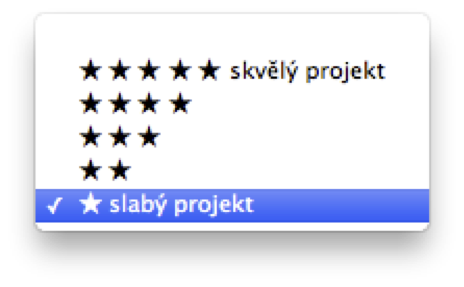 ★★★★★ skvělý projekt
★★★★
★★★
★★
✓ ★ slabý projekt